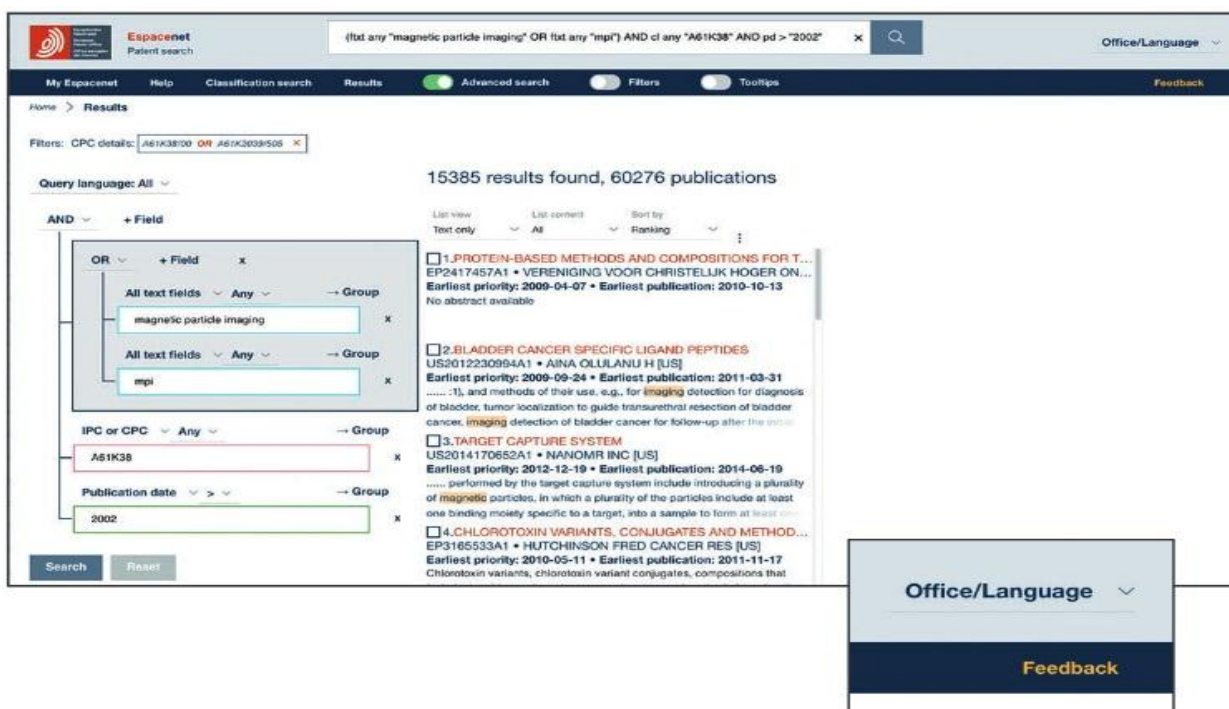 Espacenet
Patent search
(ftxt any "magnetic particle imaging" OR ftxt any "mpi") AND cl any "A61K38" AND pd > "2002" ×
Office/Language
My Espacenet Help Classification search Results Advanced search Filters Tooltips Feedback
Home > Results
Filters: CPC details: A61K38/00 OR A61K2039/505 ×
Query language: All
AND + Field
OR + Field x
All text fields Any → Group
magnetic particle imaging x
All text fields Any → Group
mpi x
IPC or CPC Any → Group
A61K38 x
Publication date > → Group
2002 x
Search Reset
15385 results found, 60276 publications
List view List content Sort by
Text only All Ranking
1.PROTEIN-BASED METHODS AND COMPOSITIONS FOR T...
EP2417457A1 • VERENIGING VOOR CHRISTELIJK HOGER ON...
Earliest priority: 2009-04-07 • Earliest publication: 2010-10-13
No abstract available
2.BLADDER CANCER SPECIFIC LIGAND PEPTIDES
US2012230994A1 • AINA OLULANU H [US]
Earliest priority: 2009-09-24 • Earliest publication: 2011-03-31
...... :1), and methods of their use, e.g., for imaging detection for diagnosis
of bladder, tumor localization to guide transurethral resection of bladder
cancer, imaging detection of bladder cancer for follow-up after the
3.TARGET CAPTURE SYSTEM
US2014170652A1 • NANOMR INC [US]
Earliest priority: 2012-12-19 • Earliest publication: 2014-06-19
...... performed by the target capture system include introducing a plurality
of magnetic particles, in which a plurality of the particles include at least
one binding moiety specific to a target, into a sample to form at least
4.CHLOROTOXIN VARIANTS, CONJUGATES AND METHOD...
EP3165533A1 • HUTCHINSON FRED CANCER RES [US]
Earliest priority: 2010-05-11 • Earliest publication: 2011-11-17
Chlorotoxin variants, chlorotoxin variant conjugates, compositions that
Office/Language
Feedback